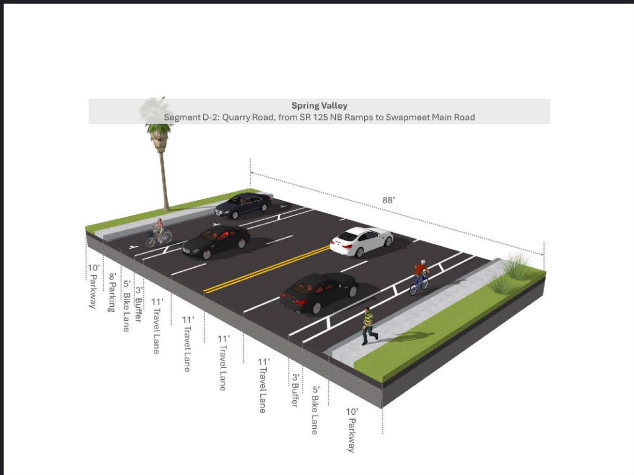 Spring Valley
Segment D-2: Quarry Road, from SR 125 NB Ramps to Swapmeet Main Road
88'
10' Parkway
8' Parking
5' Bike Lane
3' Buffer
11' Travel Lane
11' Travel Lane
11' Travel Lane
11' Travel Lane
3' Buffer
5' Bike Lane
10' Parkway